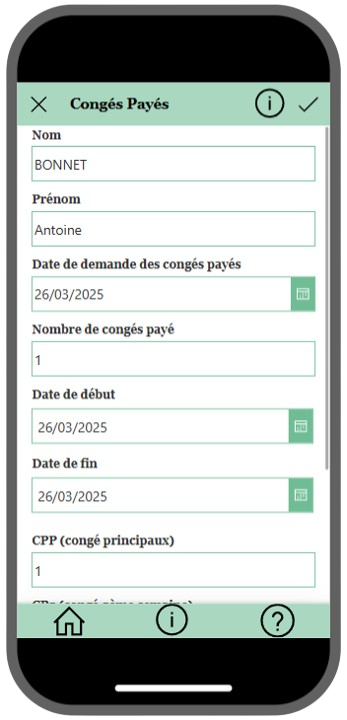 Congés Payés
Nom
BONNET
Prénom
Antoine
Date de demande des congés payés
26/03/2025
Nombre de congés payé
1
Date de début
26/03/2025
Date de fin
26/03/2025
CPP (congé principaux)
1